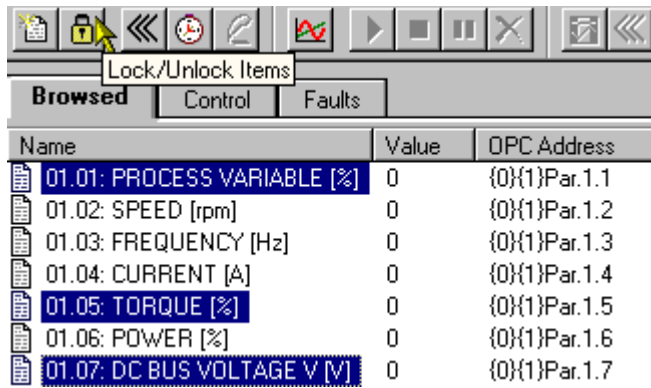 Lock/Unlock Items
Browsed Control Faults
Name Value OPC Address
01.01: PROCESS VARIABLE [%] 0 {0}{1}Par.1.1
01.02: SPEED [rpm] 0 {0}{1}Par.1.2
01.03: FREQUENCY [Hz] 0 {0}{1}Par.1.3
01.04: CURRENT [A] 0 {0}{1}Par.1.4
01.05: TORQUE [%] 0 {0}{1}Par.1.5
01.06: POWER [%] 0 {0}{1}Par.1.6
01.07: DC BUS VOLTAGE V [V] 0 {0}{1}Par.1.7